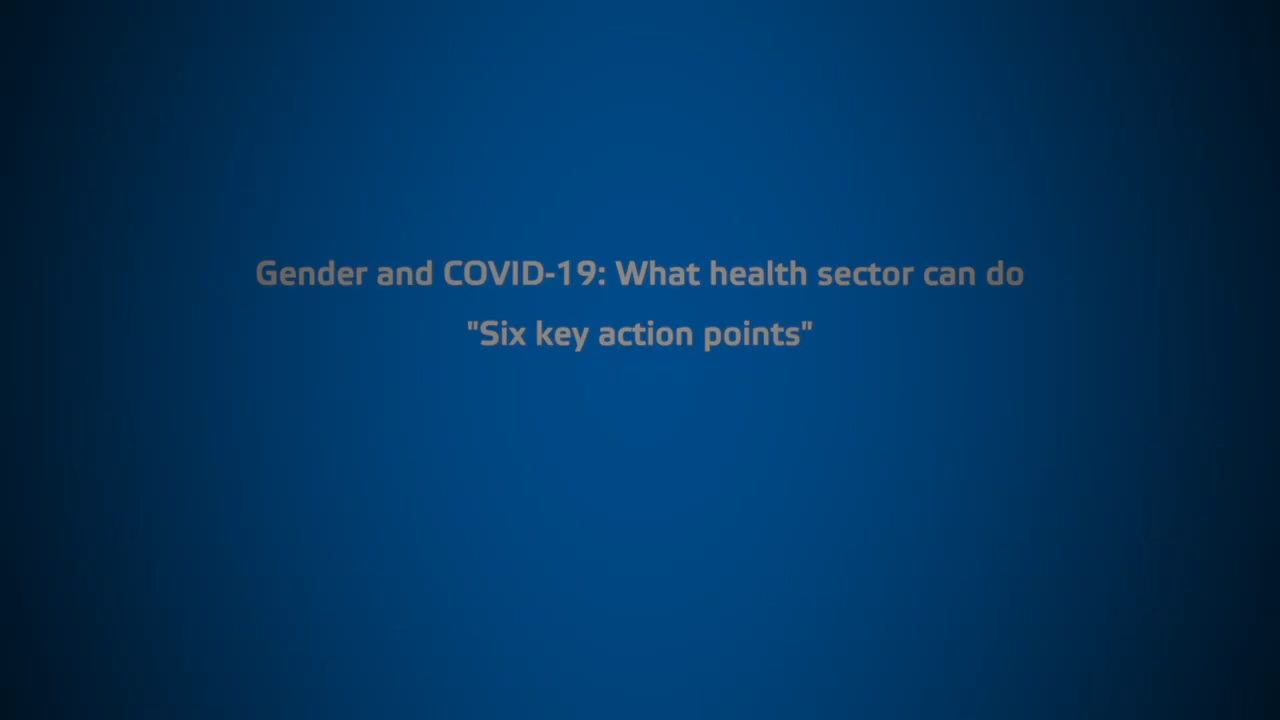 Gender and COVID-19: What health sector can do
"Six key action points"